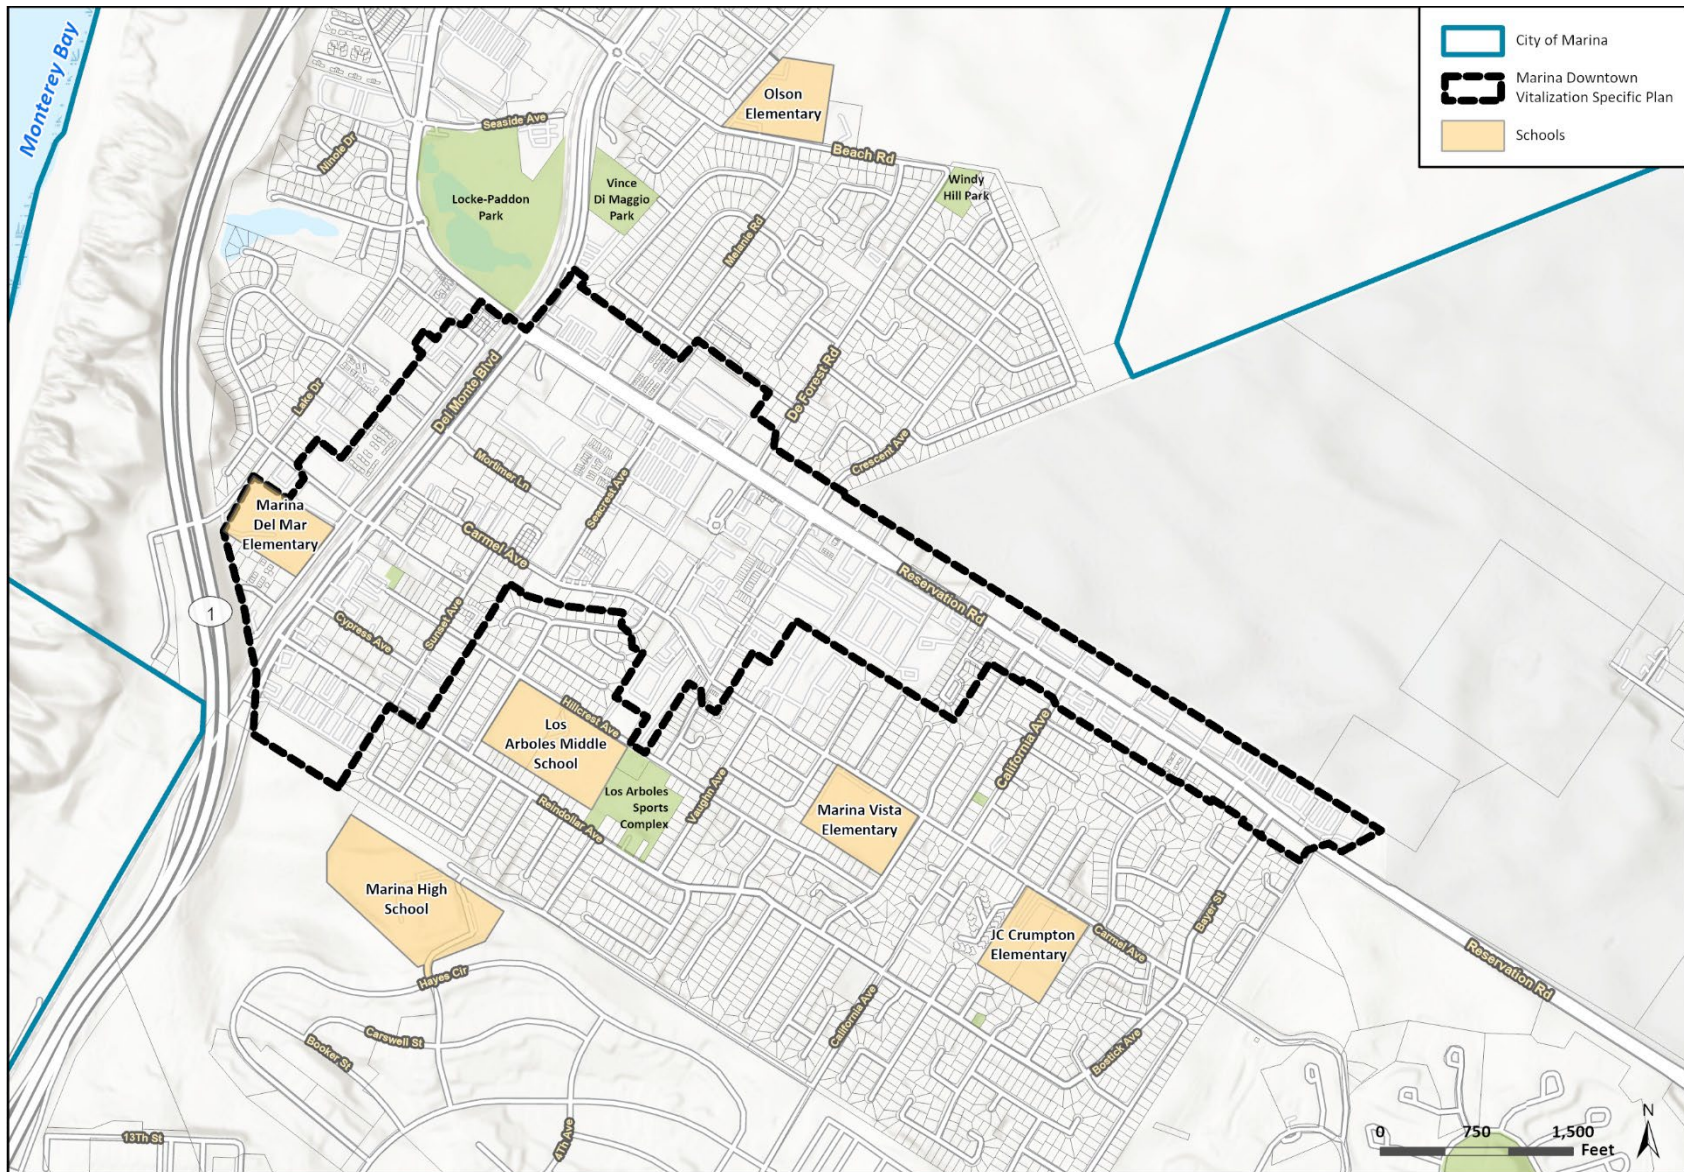 City of Marina
Marina Downtown
Vitalization Specific Plan
Schools
Monterey Bay
Olson
Elementary
Seaside Ave
Beach Rd
Ninole Dr
Vince
Di Maggio
Park
Windy
Hill Park
Locke-Paddon
Park
Melanie Rd
Del Monte Blvd
De Forest Rd
Lake Dr
Crescent Ave
Mortimer Ln
Seacrest Ave
Marina
Del Mar
Elementary
Carmel Ave
Reservation Rd
1
Cypress Ave
Sunset Ave
Hillcrest Ave
Los
Arboles Middle
School
California Ave
Los Arboles
Sports
Complex
Vaughn Ave
Reindollar Ave
Marina Vista
Elementary
Marina High
School
JC Crumpton
Elementary
Carmel Ave
Bayer St
Reservation Rd
Hayes Cir
California Ave
Carswell St
Booker St
Bostick Ave
13Th St
4Th Ave
N
0 750 1,500
Feet